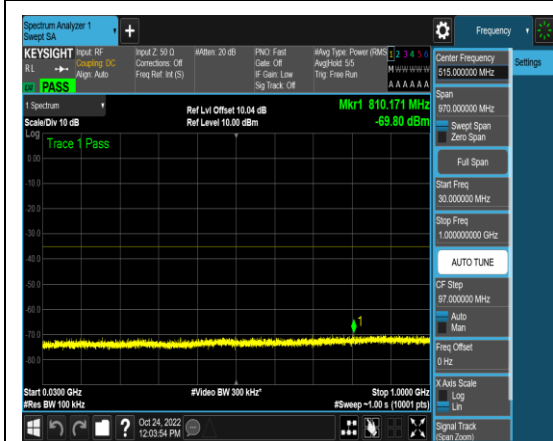 Spectrum Analyzer 1
Swept SA
+
Frequency
KEYSIGHT
RL
PASS
Input: RF
Coupling: DC
Align: Auto
Input Z: 50 Ω
Corrections: Off
Freq Ref: Int (S)
#Atten: 20 dB
PNO: Fast
Gate: Off
IF Gain: Low
Sig Track: Off
#Avg Type: Power (RMS
Avg|Hold: 5/5
Trig: Free Run
1 2 3 4 5 6
M W W W W W
A A A A A A
1 Spectrum
Scale/Div 10 dB
Ref Lvl Offset 10.04 dB
Ref Level 10.00 dBm
Mkr1 810.171 MHz
-69.80 dBm
Log
Trace 1 Pass
0.00
-10.0
-20.0
-30.0
-40.0
-50.0
-60.0
-70.0
-80.0
1
Start 0.0300 GHz
#Res BW 100 kHz
#Video BW 300 kHz*
Stop 1.0000 GHz
#Sweep ~1.00 s (10001 pts)
?
Oct 24, 2022
12:03:54 PM
Center Frequency
515.000000 MHz
Settings
Span
970.000000 MHz
Swept Span
Zero Span
Full Span
Start Freq
30.000000 MHz
Stop Freq
1.000000000 GHz
AUTO TUNE
CF Step
97.000000 MHz
Auto
Man
Freq Offset
0 Hz
X Axis Scale
Log
Lin
Signal Track
(Span Zoom)